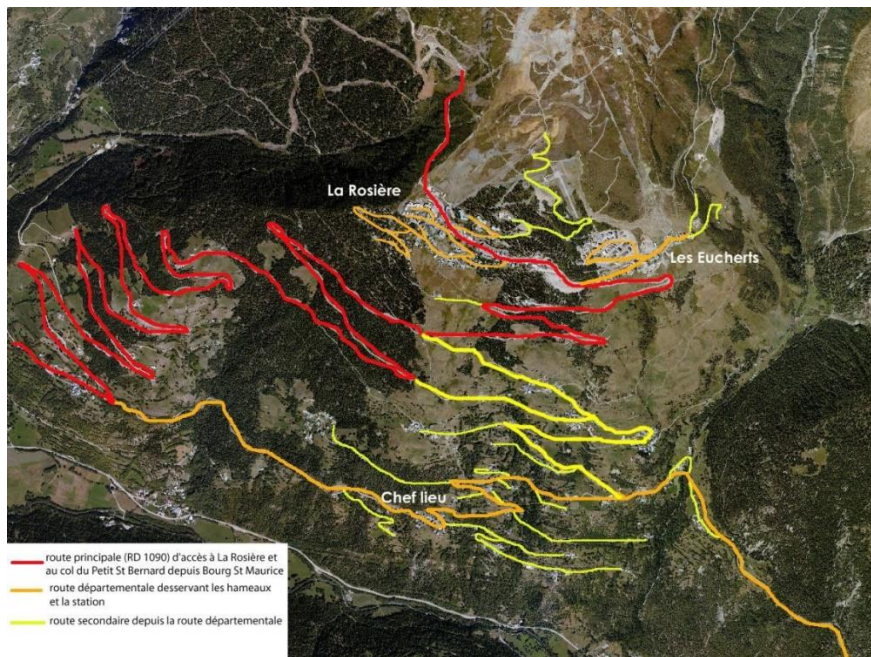 La Rosière
Les Eucherts
Chef lieu
route principale (RD 1090) d'accès à La Rosière et
au col du Petit St Bernard depuis Bourg St Maurice
route départementale desservant les hameaux
et la station
route secondaire depuis la route départementale